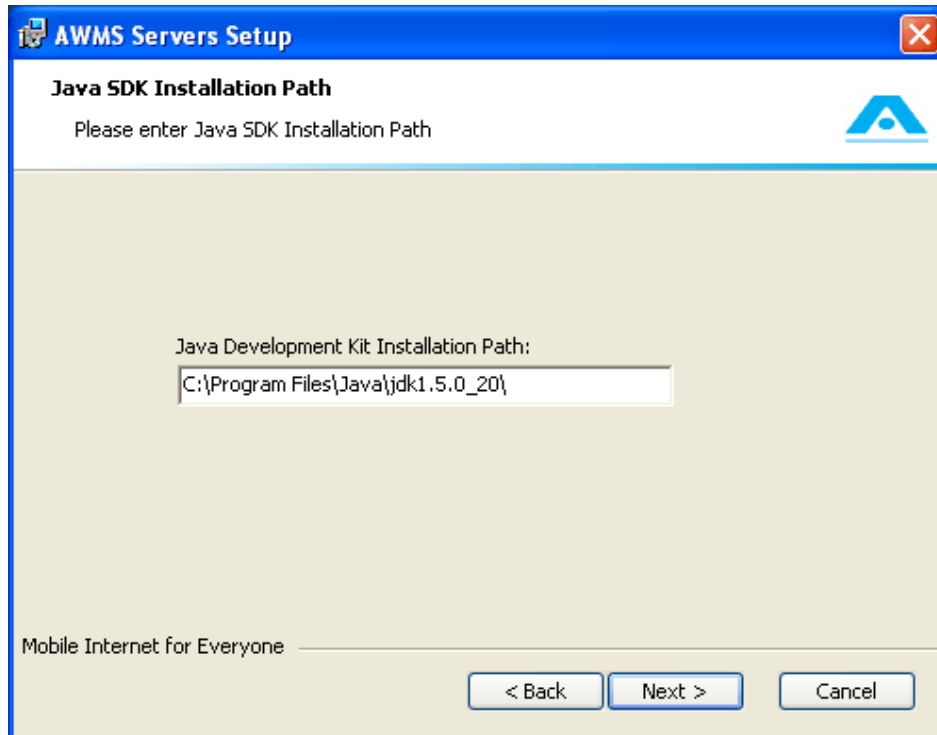 AWMS Servers Setup
Java SDK Installation Path
Please enter Java SDK Installation Path
Java Development Kit Installation Path:
C:\Program Files\Java\jdk1.5.0_20\
Mobile Internet for Everyone
< Back Next > Cancel